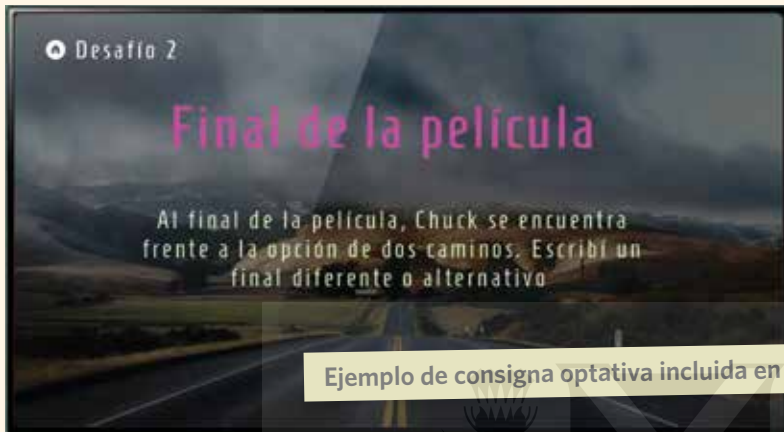 Desafío 2
Final de la película
Al final de la película, Chuck se encuentra
frente a la opción de dos caminos. Escribí un
final diferente o alternativo
Ejemplo de consigna optativa incluida en